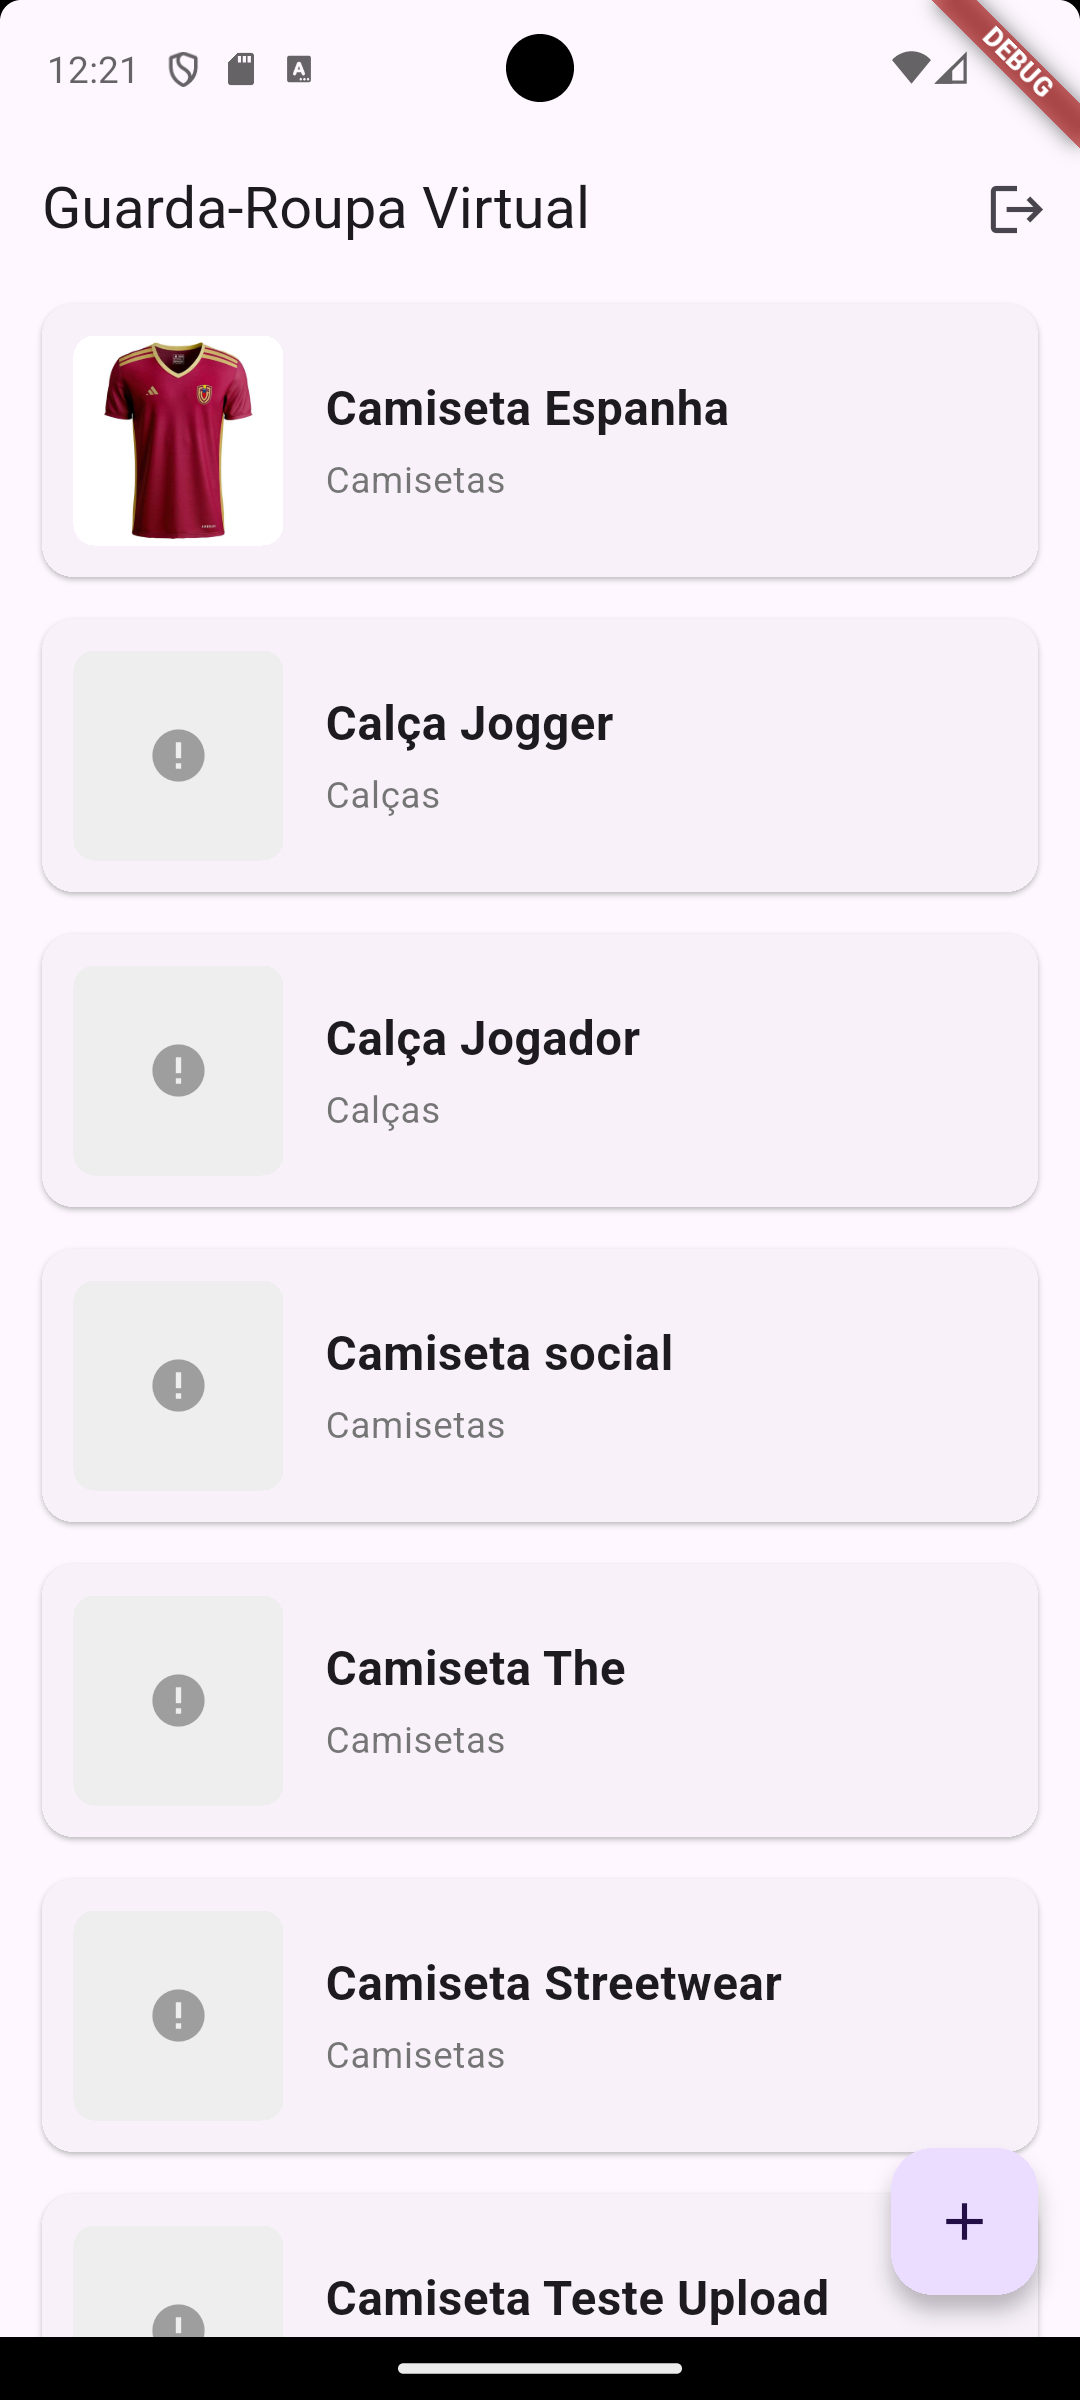 12:21
DEBUG
Guarda-Roupa Virtual
Camiseta Espanha
Camisetas
Calça Jogger
Calças
Calça Jogador
Calças
Camiseta social
Camisetas
Camiseta The
Camisetas
Camiseta Streetwear
Camisetas
Camiseta Teste Upload